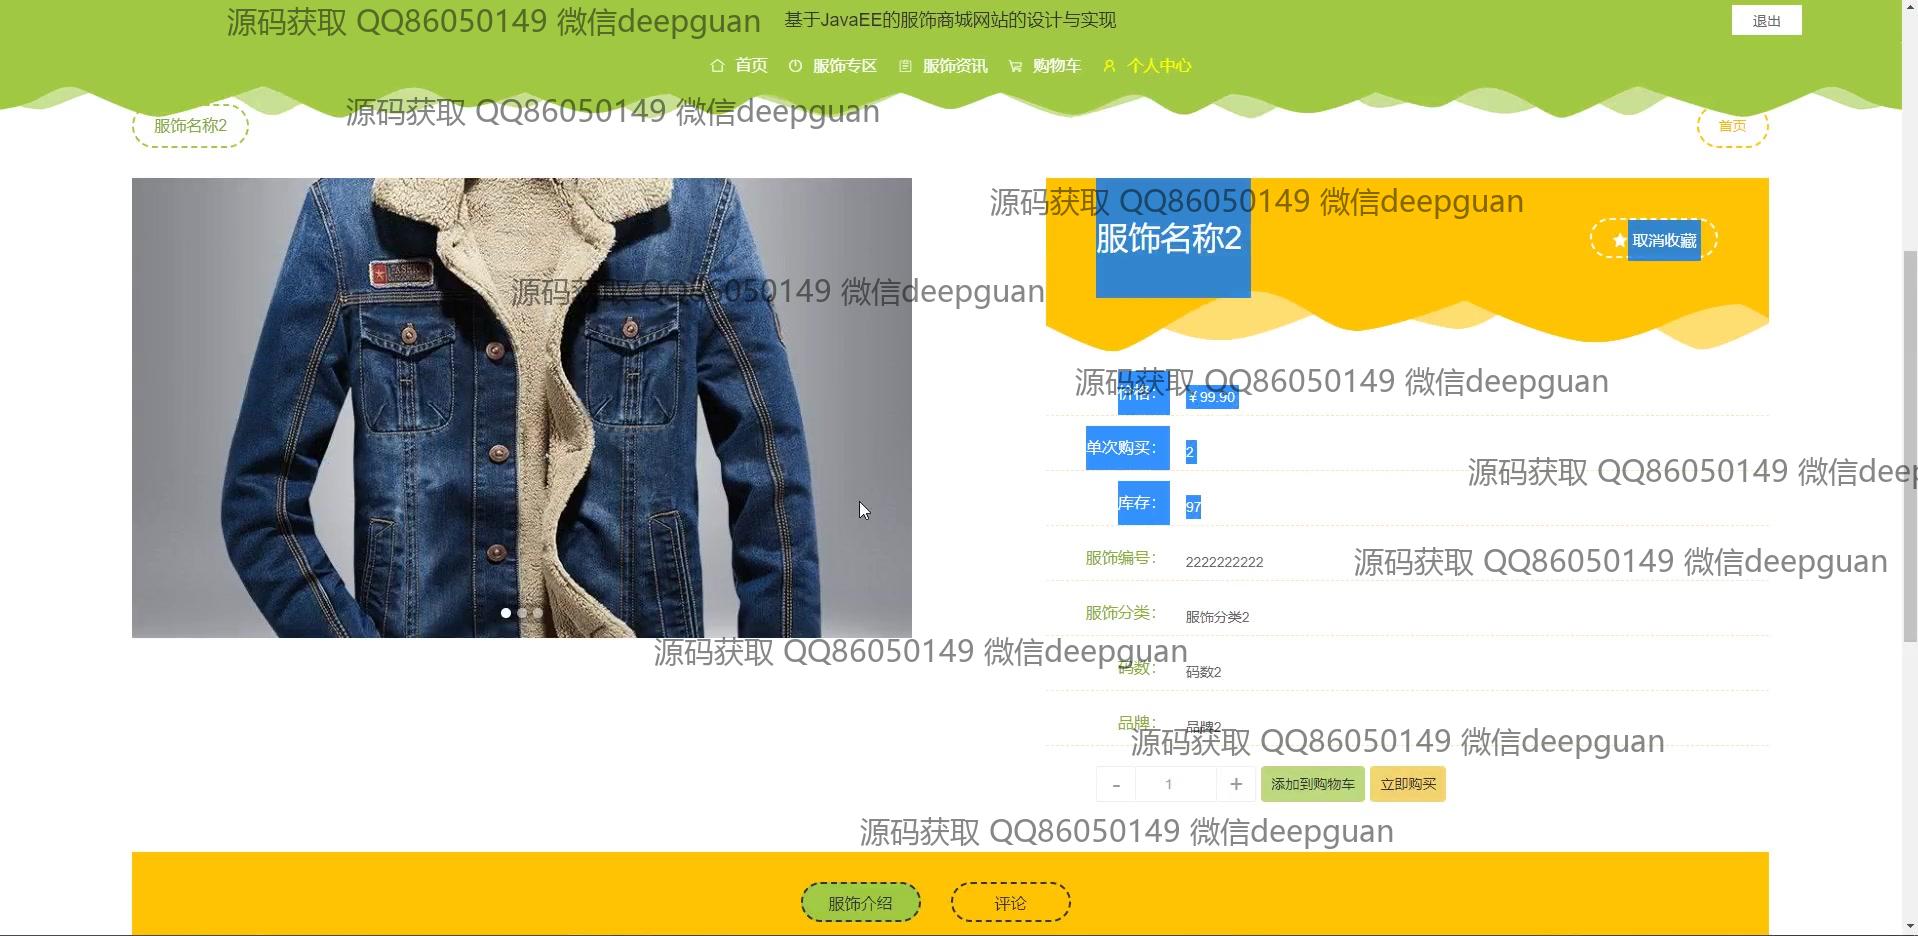 源码获取 QQ86050149 微信deepguan
基于JavaEE的服饰商城网站的设计与实现
退出
首页
服饰专区
服饰资讯
购物车
个人中心
源码获取 QQ86050149 微信deepguan
服饰名称2
首页
源码获取 QQ86050149 微信deepguan
服饰名称2
取消收藏
源码获取 QQ86050149 微信deepguan
源码获取 QQ86050149 微信deepguan
价格： ￥99.90
单次购买： 2
源码获取 QQ86050149 微信deep
库存： 97
服饰编号： 2222222222
源码获取 QQ86050149 微信deepguan
服饰分类： 服饰分类2
源码获取 QQ86050149 微信deepguan
码数： 码数2
品牌： 品牌2
源码获取 QQ86050149 微信deepguan
- 1 + 添加到购物车 立即购买
源码获取 QQ86050149 微信deepguan
服饰介绍
评论